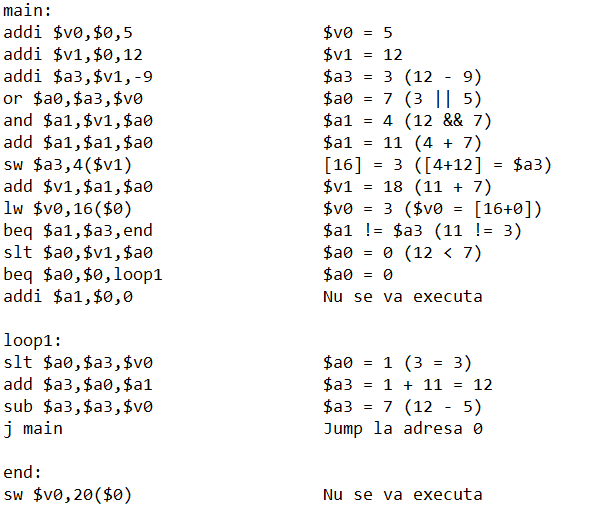 main:
addi $v0,$0,5 $v0 = 5
addi $v1,$0,12 $v1 = 12
addi $a3,$v1,-9 $a3 = 3 (12 - 9)
or $a0,$a3,$v0 $a0 = 7 (3 || 5)
and $a1,$v1,$a0 $a1 = 4 (12 && 7)
add $a1,$a1,$a0 $a1 = 11 (4 + 7)
sw $a3,4($v1) [16] = 3 ([4+12] = $a3)
add $v1,$a1,$a0 $v1 = 18 (11 + 7)
lw $v0,16($0) $v0 = 3 ($v0 = [16+0])
beq $a1,$a3,end $a1 != $a3 (11 != 3)
slt $a0,$v1,$a0 $a0 = 0 (12 < 7)
beq $a0,$0,loop1 $a0 = 0
addi $a1,$0,0 Nu se va executa
loop1:
slt $a0,$a3,$v0 $a0 = 1 (3 = 3)
add $a3,$a0,$a1 $a3 = 1 + 11 = 12
sub $a3,$a3,$v0 $a3 = 7 (12 - 5)
j main Jump la adresa 0
end:
sw $v0,20($0) Nu se va executa